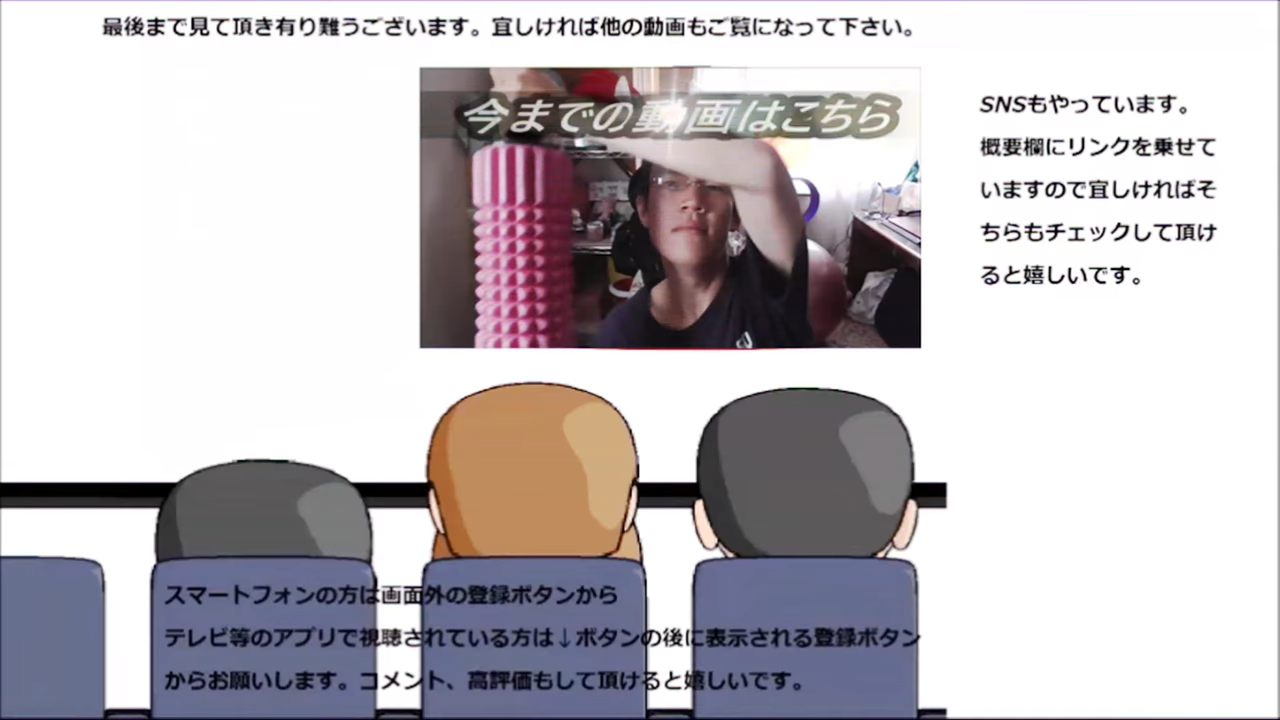 最後まで見て頂き有り難うございます。宜しければ他の動画もご覧になって下さい。
今までの動画はこちら
SNSもやっています。
概要欄にリンクを乗せて
いますので宜しければそ
ちらもチェックして頂け
ると嬉しいです。
スマートフォンの方は画面外の登録ボタンから
テレビ等のアプリで視聴されている方は↓ボタンの後に表示される登録ボタン
からお願いします。コメント、高評価もして頂けると嬉しいです。